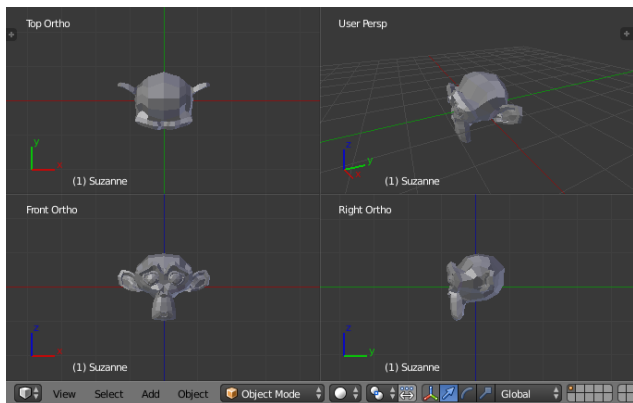 Top Ortho
User Persp
y
x
(1) Suzanne
z
y
x
(1) Suzanne
Front Ortho
Right Ortho
z
x
(1) Suzanne
z
y
(1) Suzanne
View Select Add Object Object Mode Global